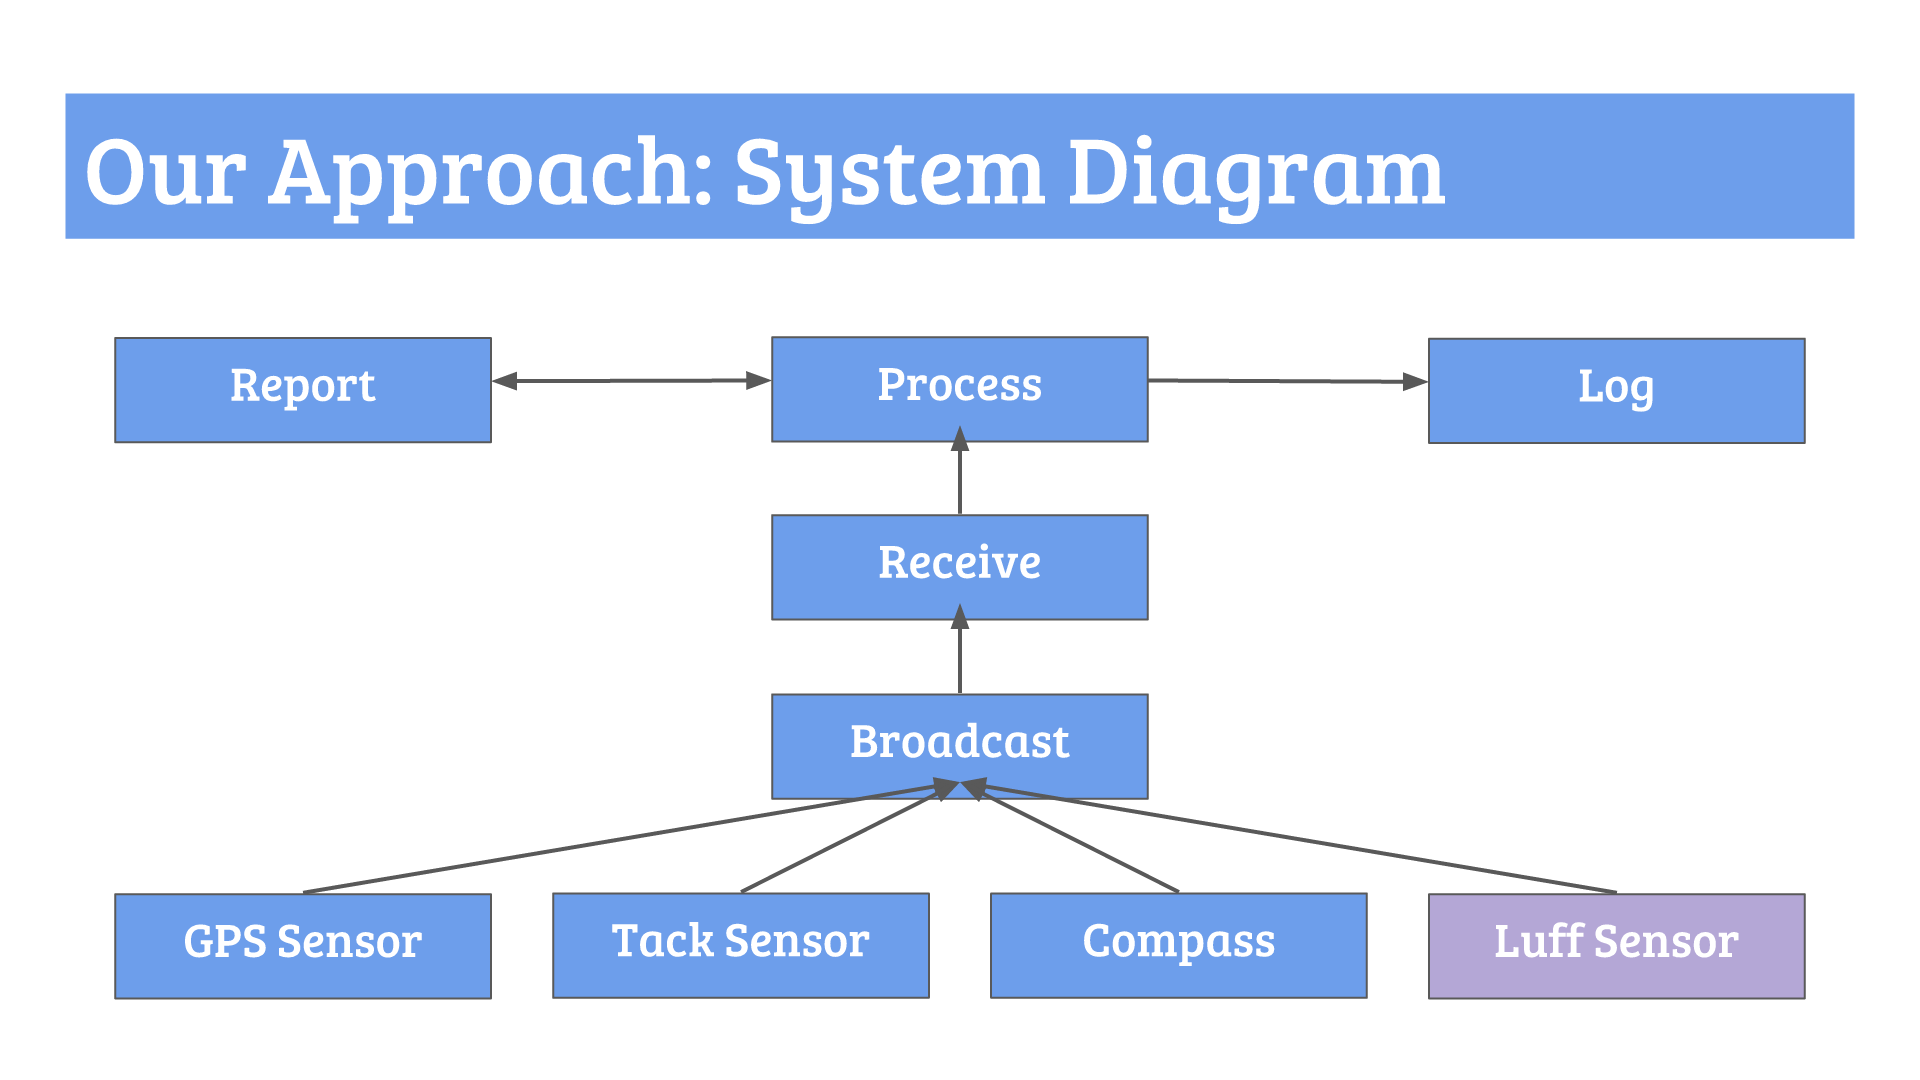 Our Approach: System Diagram
Report
Process
Log
Receive
Broadcast
GPS Sensor
Tack Sensor
Compass
Luff Sensor